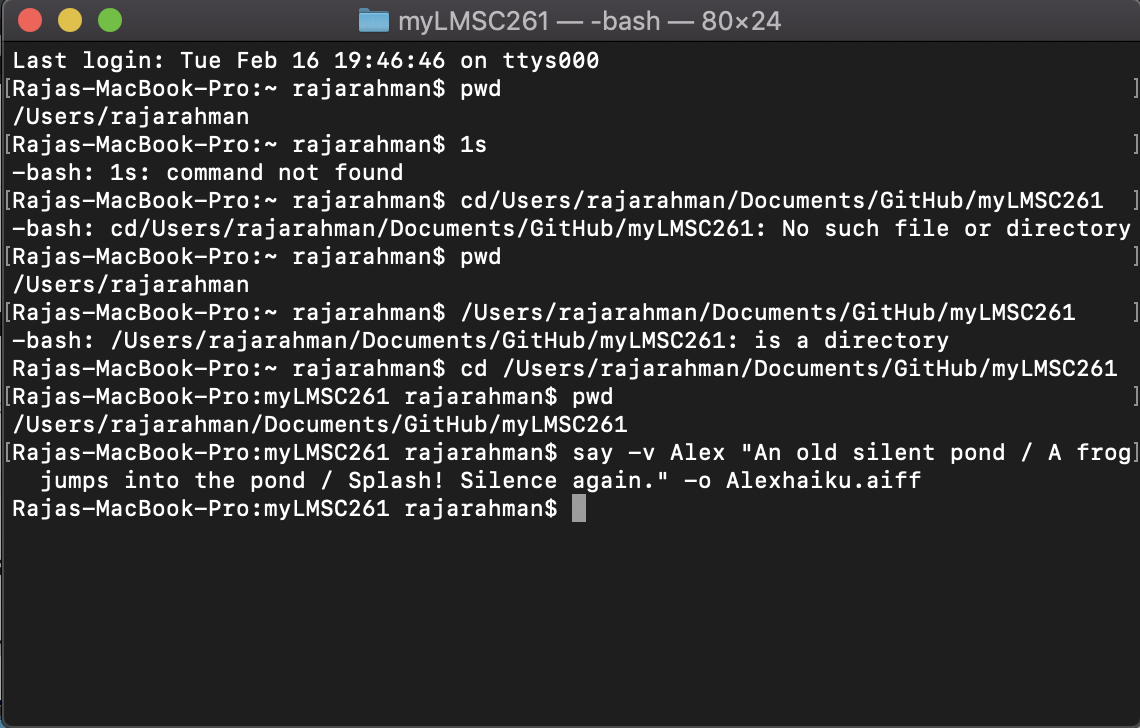 myLMSC261 — -bash — 80×24
Last login: Tue Feb 16 19:46:46 on ttys000
[Rajas-MacBook-Pro:~ rajarahman$ pwd ]
/Users/rajarahman
[Rajas-MacBook-Pro:~ rajarahman$ 1s ]
-bash: 1s: command not found
[Rajas-MacBook-Pro:~ rajarahman$ cd/Users/rajarahman/Documents/GitHub/myLMSC261 ]
-bash: cd/Users/rajarahman/Documents/GitHub/myLMSC261: No such file or directory
[Rajas-MacBook-Pro:~ rajarahman$ pwd ]
/Users/rajarahman
[Rajas-MacBook-Pro:~ rajarahman$ /Users/rajarahman/Documents/GitHub/myLMSC261 ]
-bash: /Users/rajarahman/Documents/GitHub/myLMSC261: is a directory
Rajas-MacBook-Pro:~ rajarahman$ cd /Users/rajarahman/Documents/GitHub/myLMSC261
[Rajas-MacBook-Pro:myLMSC261 rajarahman$ pwd ]
/Users/rajarahman/Documents/GitHub/myLMSC261
[Rajas-MacBook-Pro:myLMSC261 rajarahman$ say -v Alex "An old silent pond / A frog]
jumps into the pond / Splash! Silence again." -o Alexhaiku.aiff
Rajas-MacBook-Pro:myLMSC261 rajarahman$